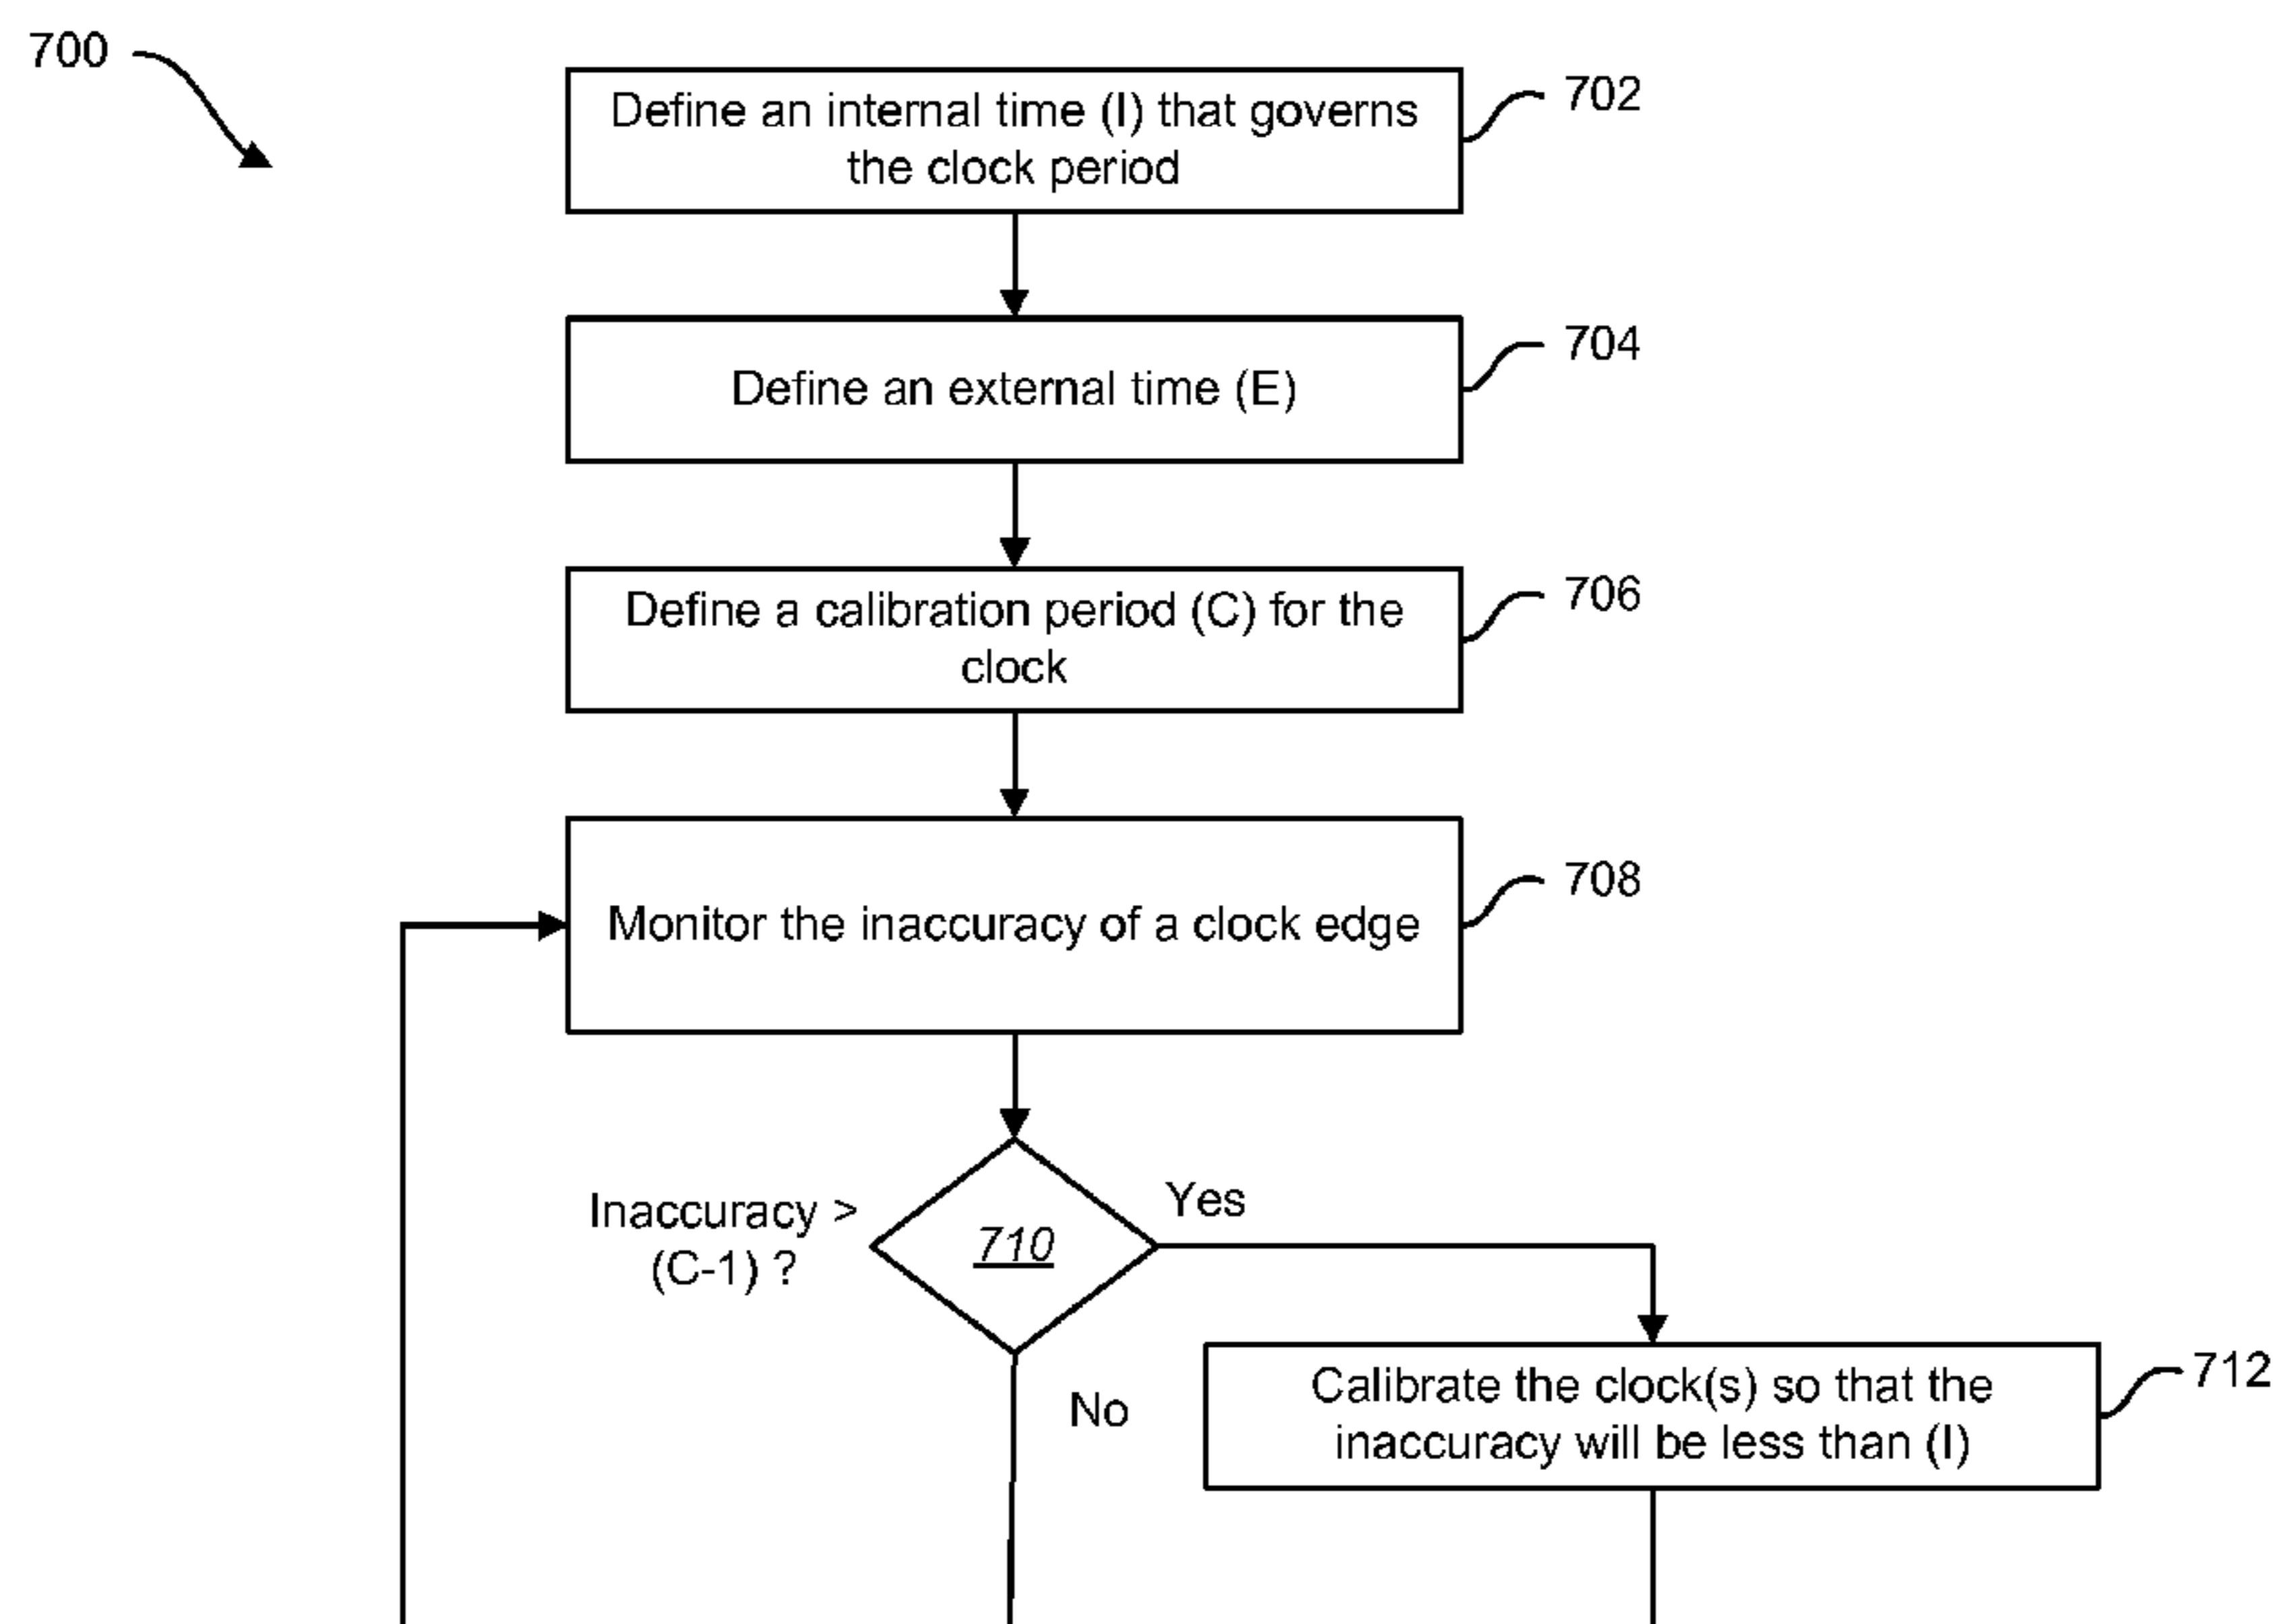 700
Define an internal time (I) that governs
the clock period
702
Define an external time (E)
704
Define a calibration period (C) for the
clock
706
Monitor the inaccuracy of a clock edge
708
Inaccuracy >
(C-1) ?
710
Yes
No
Calibrate the clock(s) so that the
inaccuracy will be less than (I)
712